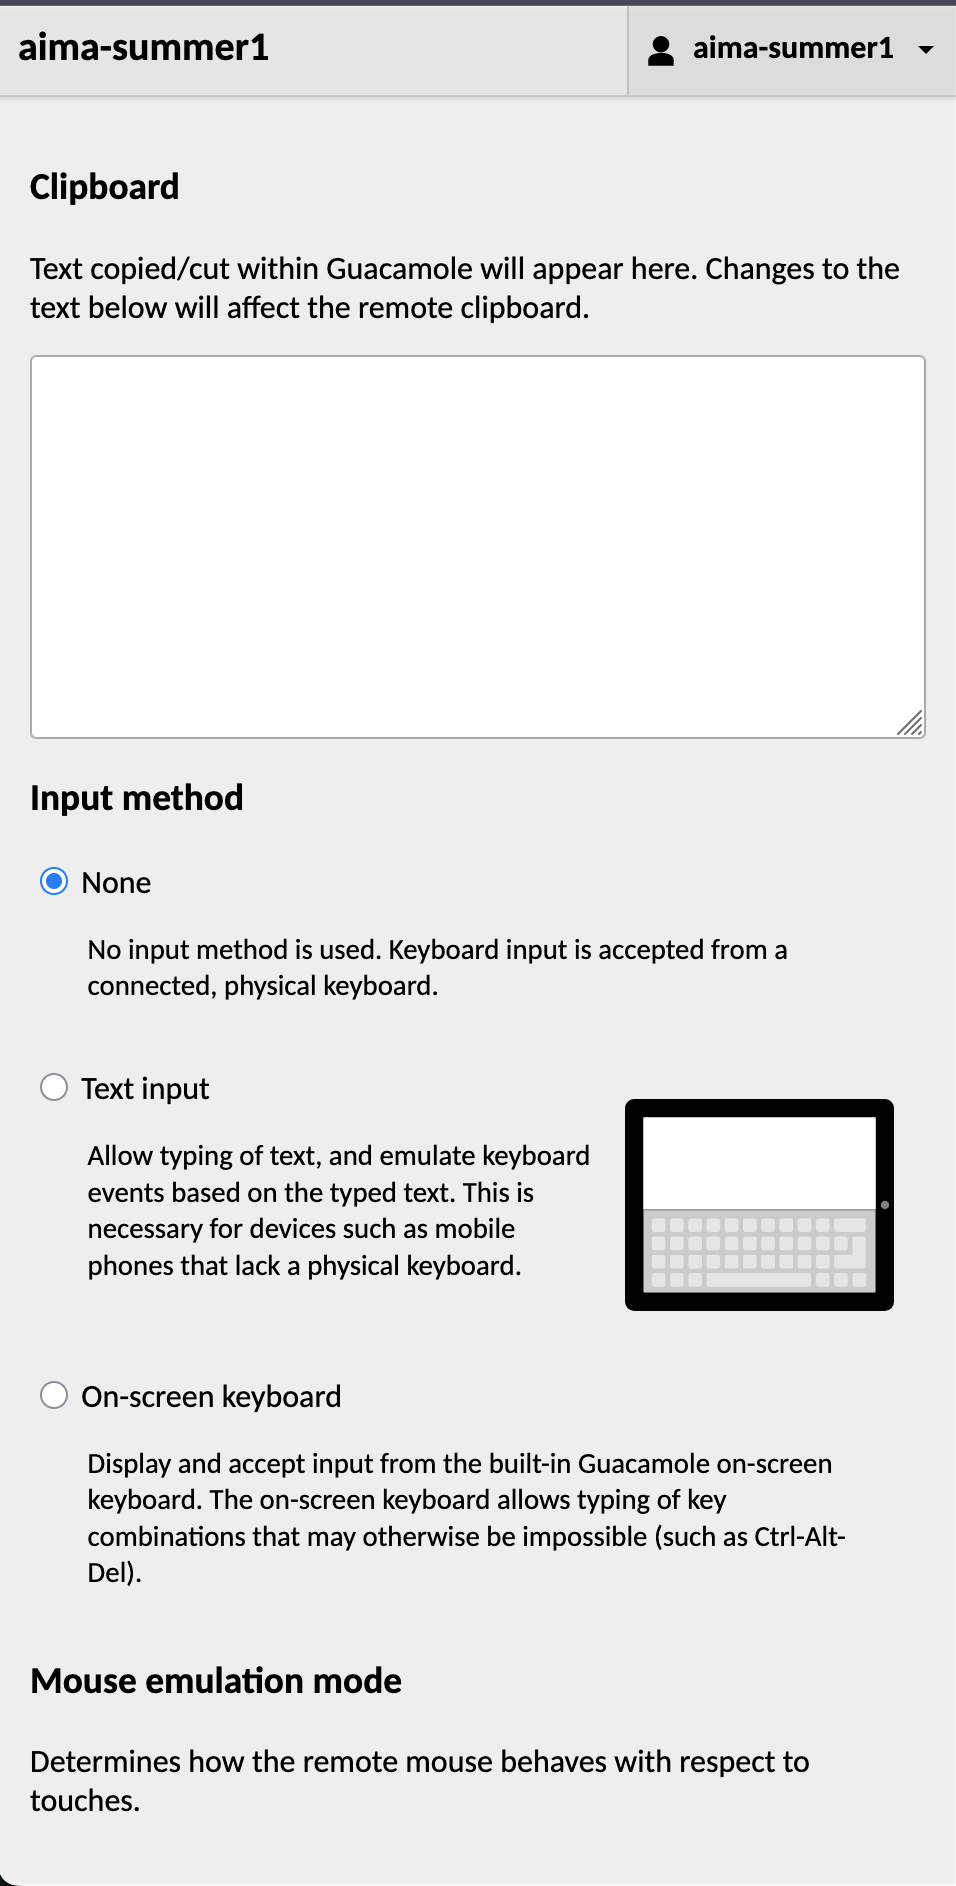 aima-summer1
aima-summer1
Clipboard
Text copied/cut within Guacamole will appear here. Changes to the
text below will affect the remote clipboard.
Input method
None
No input method is used. Keyboard input is accepted from a
connected, physical keyboard.
Text input
Allow typing of text, and emulate keyboard
events based on the typed text. This is
necessary for devices such as mobile
phones that lack a physical keyboard.
On-screen keyboard
Display and accept input from the built-in Guacamole on-screen
keyboard. The on-screen keyboard allows typing of key
combinations that may otherwise be impossible (such as Ctrl-Alt-
Del).
Mouse emulation mode
Determines how the remote mouse behaves with respect to
touches.